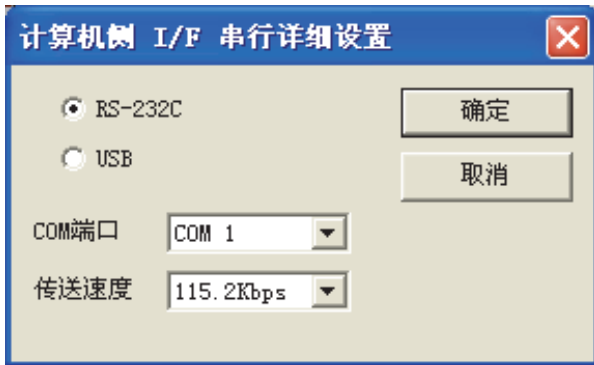 计算机侧 I/F 串行详细设置
RS-232C
确定
USB
取消
COM端口 COM 1
传送速度 115.2Kbps